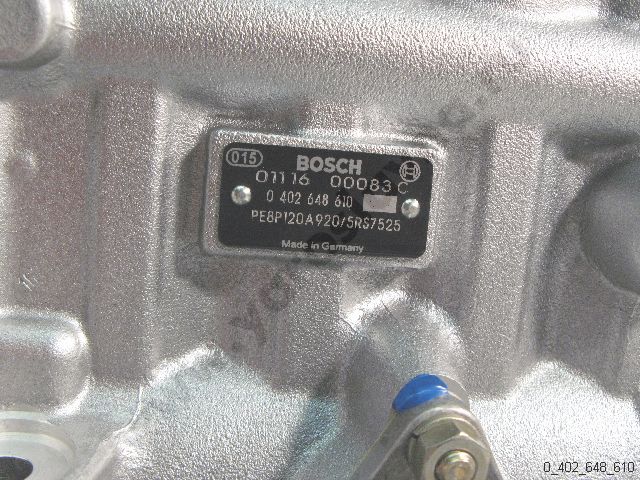 015 BOSCH
01116 00083 C
0 402 648 610
PE8P120A920/5RS7525
Made in Germany
0_402_648_610